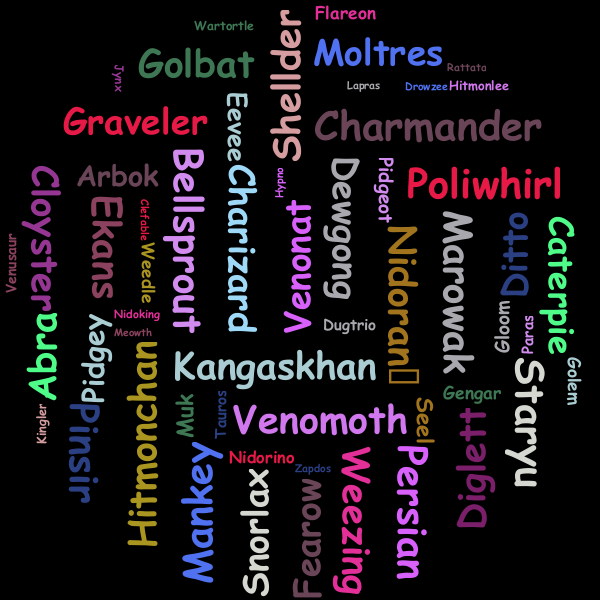 Flareon
Wartortle
Shellder
Moltres
Golbat
Rattata
Jynx
Lapras
Drowzee
Hitmonlee
Eevee
Graveler
Charmander
Bellsprout
Arbok
Hypno
Dewgong
Pidgeot
Poliwhirl
Cloyster
Charizard
Ekans
Clefable
Venonat
Marowak
Ditto
Caterpie
Venusaur
Weedle
Nidoran▯
Gloom
Abra
Pidgey
Nidoking
Meowth
Dugtrio
Paras
Hitmonchan
Kangaskhan
Golem
Staryu
Kingler
Pinsir
Muk
Tauros
Venomoth
Seel
Gengar
Diglett
Mankey
Nidorino
Zapdos
Weezing
Persian
Snorlax
Fearow